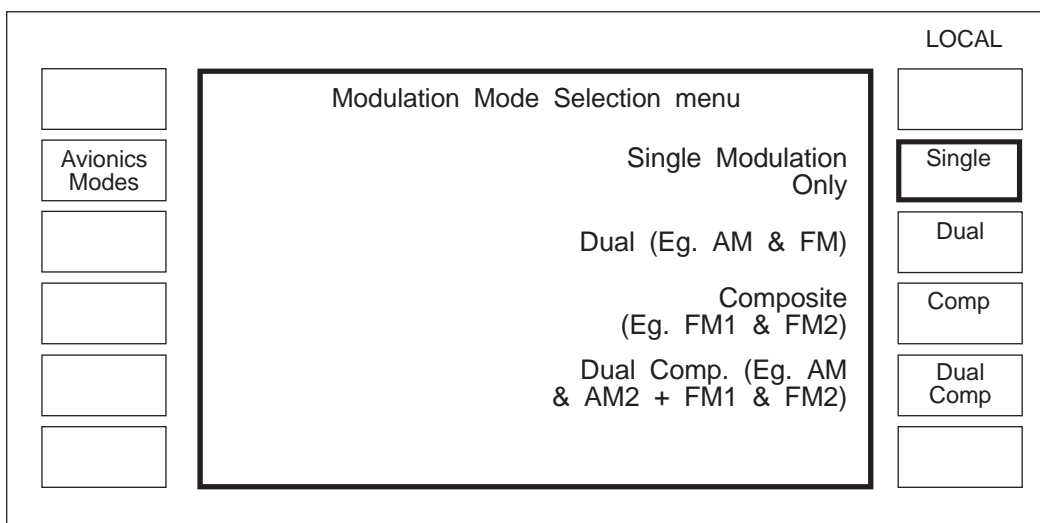 LOCAL
Modulation Mode Selection menu
Avionics
Modes
Single Modulation
Only
Single
Dual (Eg. AM & FM)
Dual
Composite
(Eg. FM1 & FM2)
Comp
Dual Comp. (Eg. AM
& AM2 + FM1 & FM2)
Dual
Comp